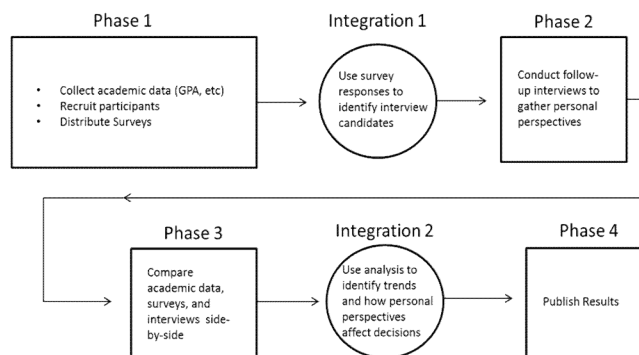 Phase 1
Integration 1
Phase 2
• Collect academic data (GPA, etc)
• Recruit participants
• Distribute Surveys
Use survey
responses to
identify interview
candidates
Conduct follow-
up interviews to
gather personal
perspectives
Phase 3
Integration 2
Phase 4
Compare
academic data,
surveys, and
interviews side-
by-side
Use analysis to
identify trends
and how personal
perspectives
affect decisions
Publish Results